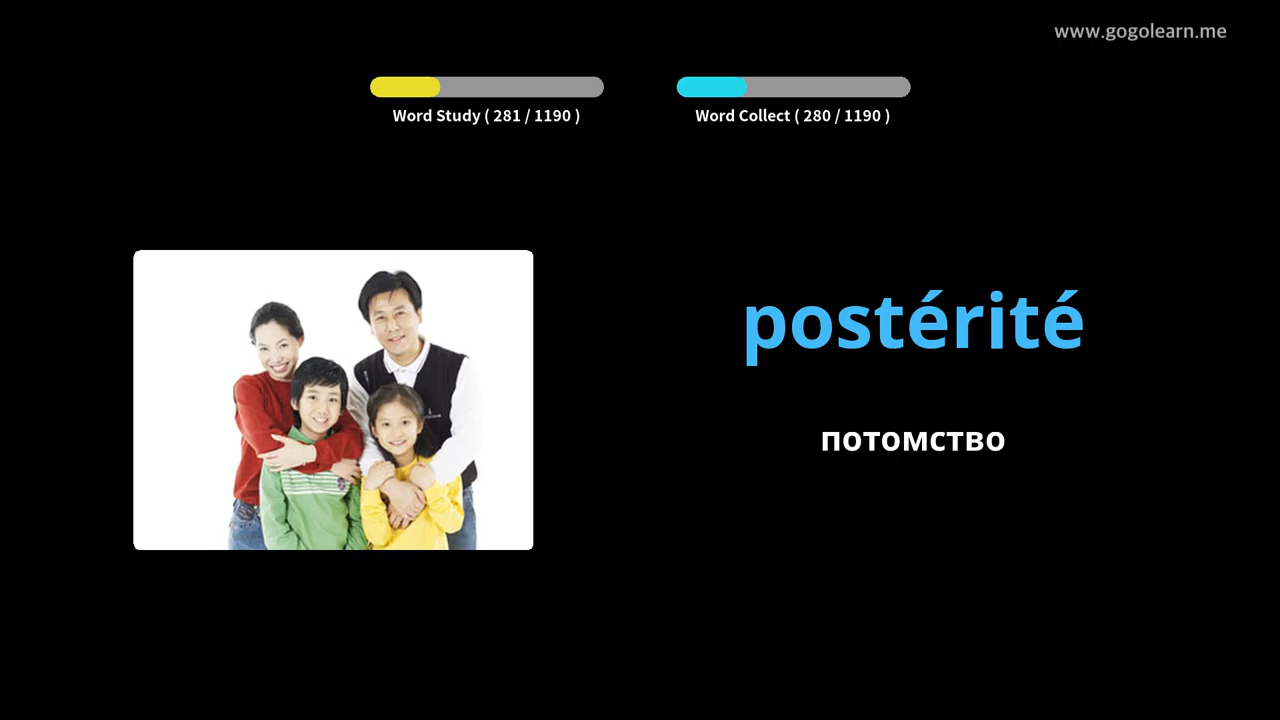 www.gogolearn.me
Word Study ( 281 / 1190 )
Word Collect ( 280 / 1190 )
postérité
потомство